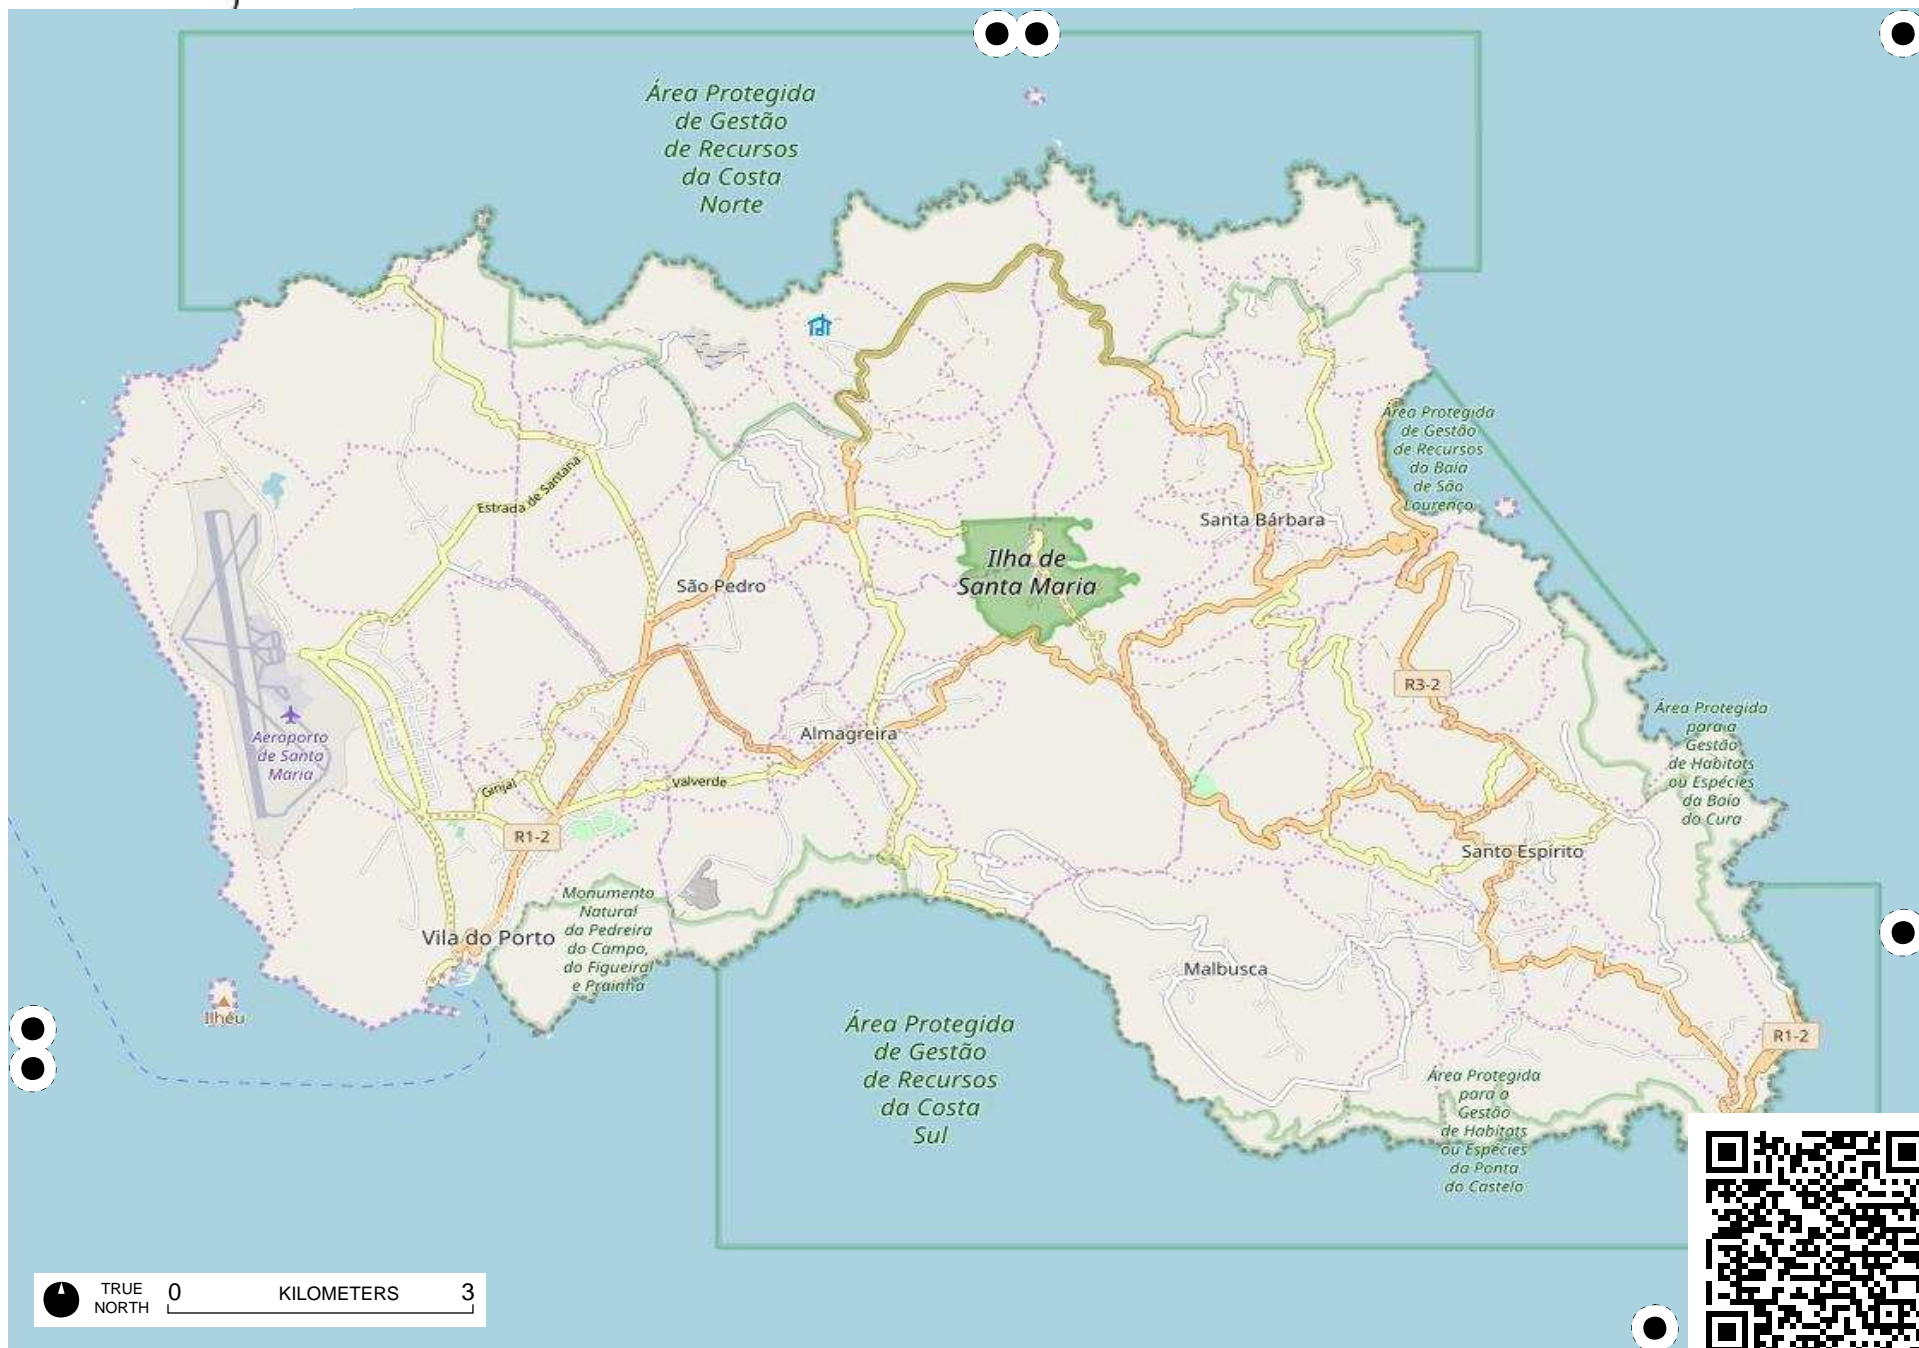 Área Protegida
de Gestão
de Recursos
da Costa
Norte
Área Protegida
de Gestão
de Recursos
da Baía
de São
Lourenço
Estrada de Santana
Santa Bárbara
Ilha de
Santa Maria
São Pedro
R3-2
Área Protegida
para a
Gestão
de Habitats
ou Espécies
da Baía
do Cura
Aeroporto
de Santa
Maria
Almagreira
Ginjal
Valverde
R1-2
Santo Espírito
Monumento
Natural
da Pedreira
do Campo,
do Figueiral
e Prainha
Vila do Porto
Malbusca
Ilhéu
Área Protegida
de Gestão
de Recursos
da Costa
Sul
R1-2
Área Protegida
para a
Gestão
de Habitats
ou Espécies
da Ponta
do Castelo
TRUE
NORTH
0 KILOMETERS 3